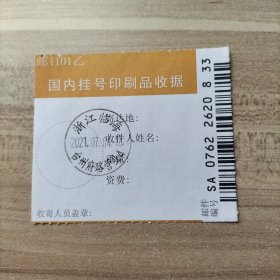 邮1101乙
国内挂号印刷品收据
寄达地:
收件人姓名:
浙江临海
2021.07.04
资费:
收寄人员盖章:
邮件号码
SA 0762 2620 8 33